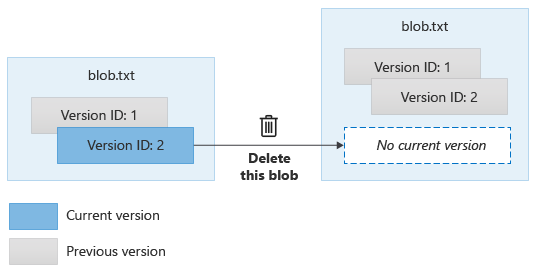 blob.txt
Version ID: 1
Version ID: 2
Delete
this blob
blob.txt
Version ID: 1
Version ID: 2
No current version
Current version
Previous version